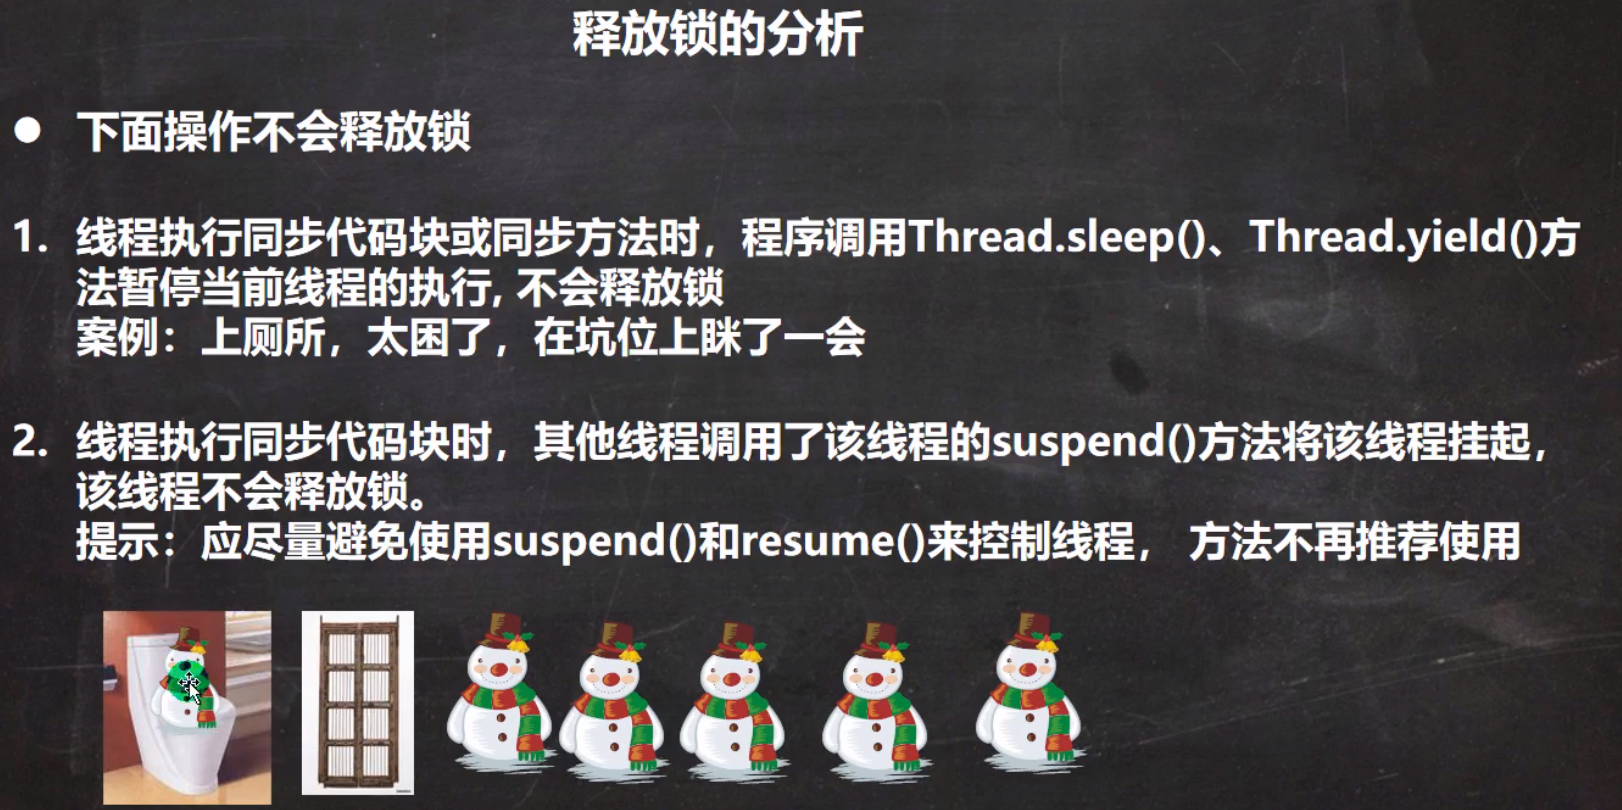 释放锁的分析
● 下面操作不会释放锁
1. 线程执行同步代码块或同步方法时，程序调用Thread.sleep()、Thread.yield()方
法暂停当前线程的执行, 不会释放锁
案例：上厕所，太困了，在坑位上眯了一会
2. 线程执行同步代码块时，其他线程调用了该线程的suspend()方法将该线程挂起，
该线程不会释放锁。
提示：应尽量避免使用suspend()和resume()来控制线程， 方法不再推荐使用